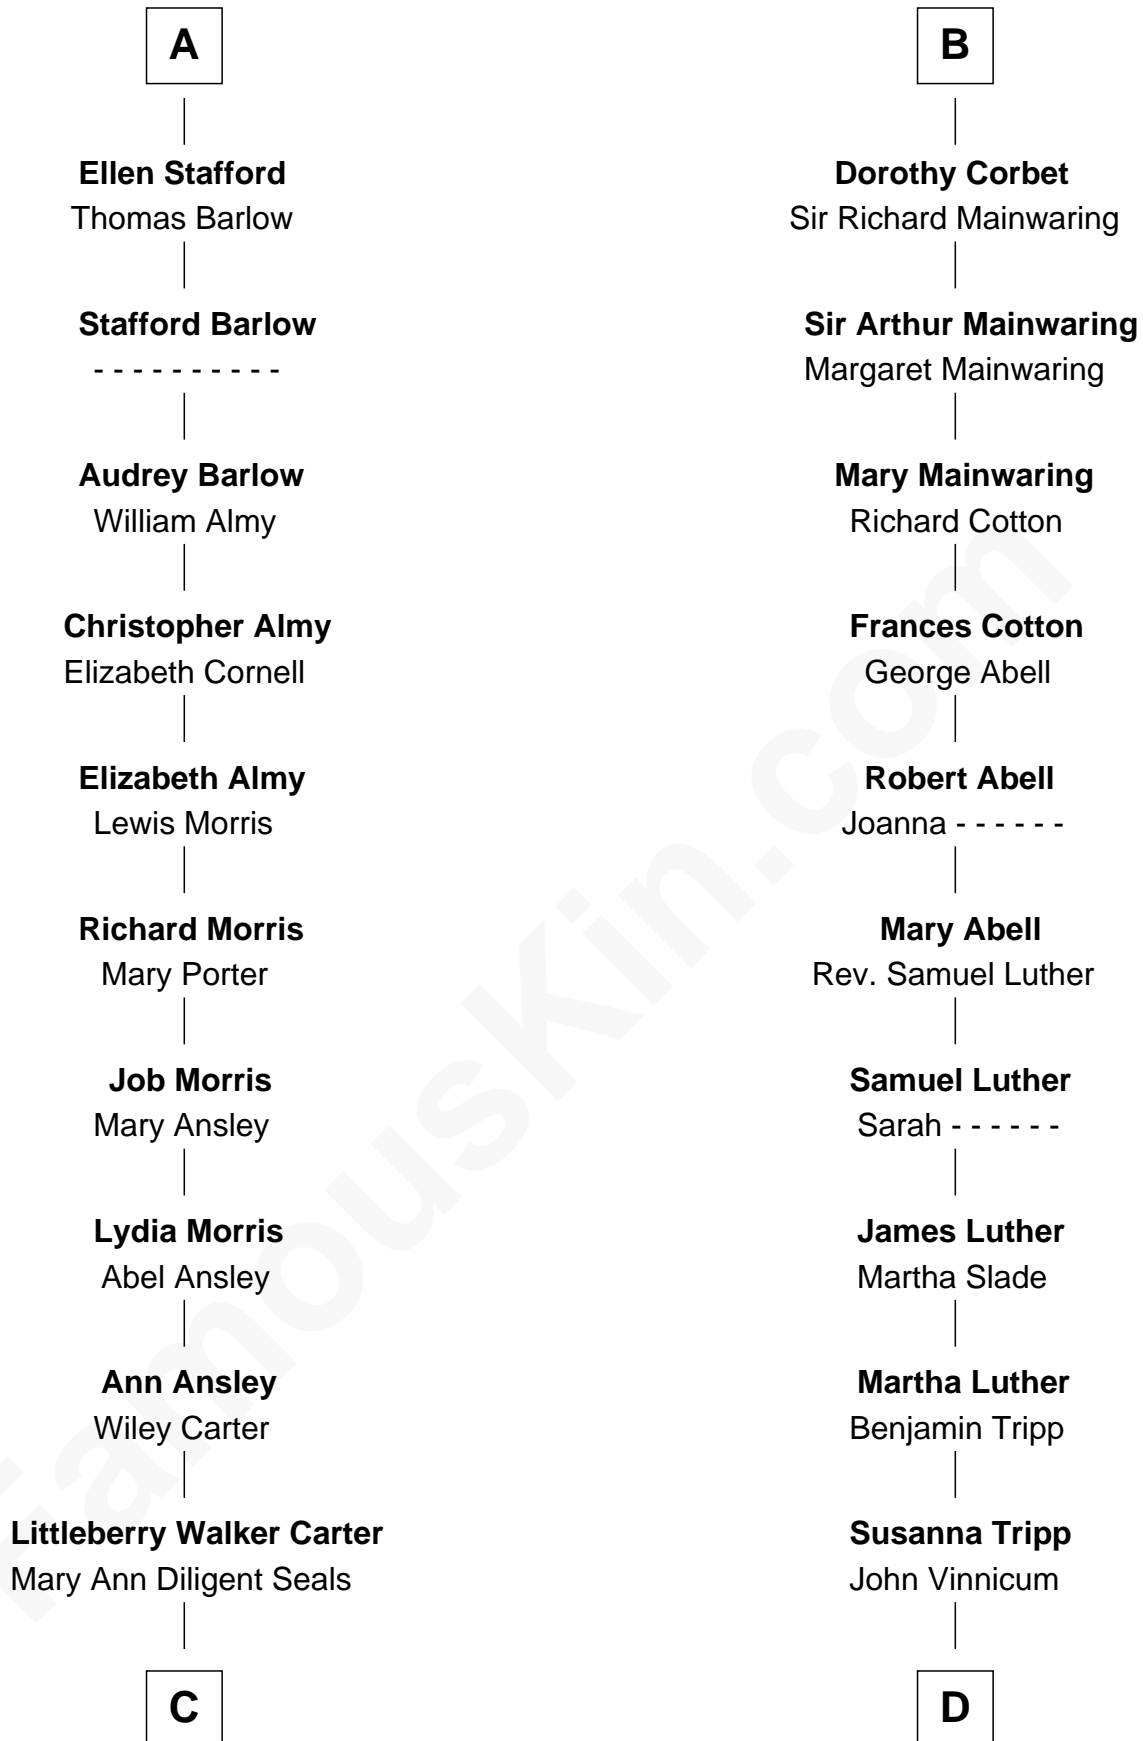 A
Ellen Stafford
Thomas Barlow
Stafford Barlow
- - - - - - - - - -
Audrey Barlow
William Almy
Christopher Almy
Elizabeth Cornell
Elizabeth Almy
Lewis Morris
Richard Morris
Mary Porter
Job Morris
Mary Ansley
Lydia Morris
Abel Ansley
Ann Ansley
Wiley Carter
Littleberry Walker Carter
Mary Ann Diligent Seals
C
B
Dorothy Corbet
Sir Richard Mainwaring
Sir Arthur Mainwaring
Margaret Mainwaring
Mary Mainwaring
Richard Cotton
Frances Cotton
George Abell
Robert Abell
Joanna - - - - - -
Mary Abell
Rev. Samuel Luther
Samuel Luther
Sarah - - - - - -
James Luther
Martha Slade
Martha Luther
Benjamin Tripp
Susanna Tripp
John Vinnicum
D
FamousKin.com